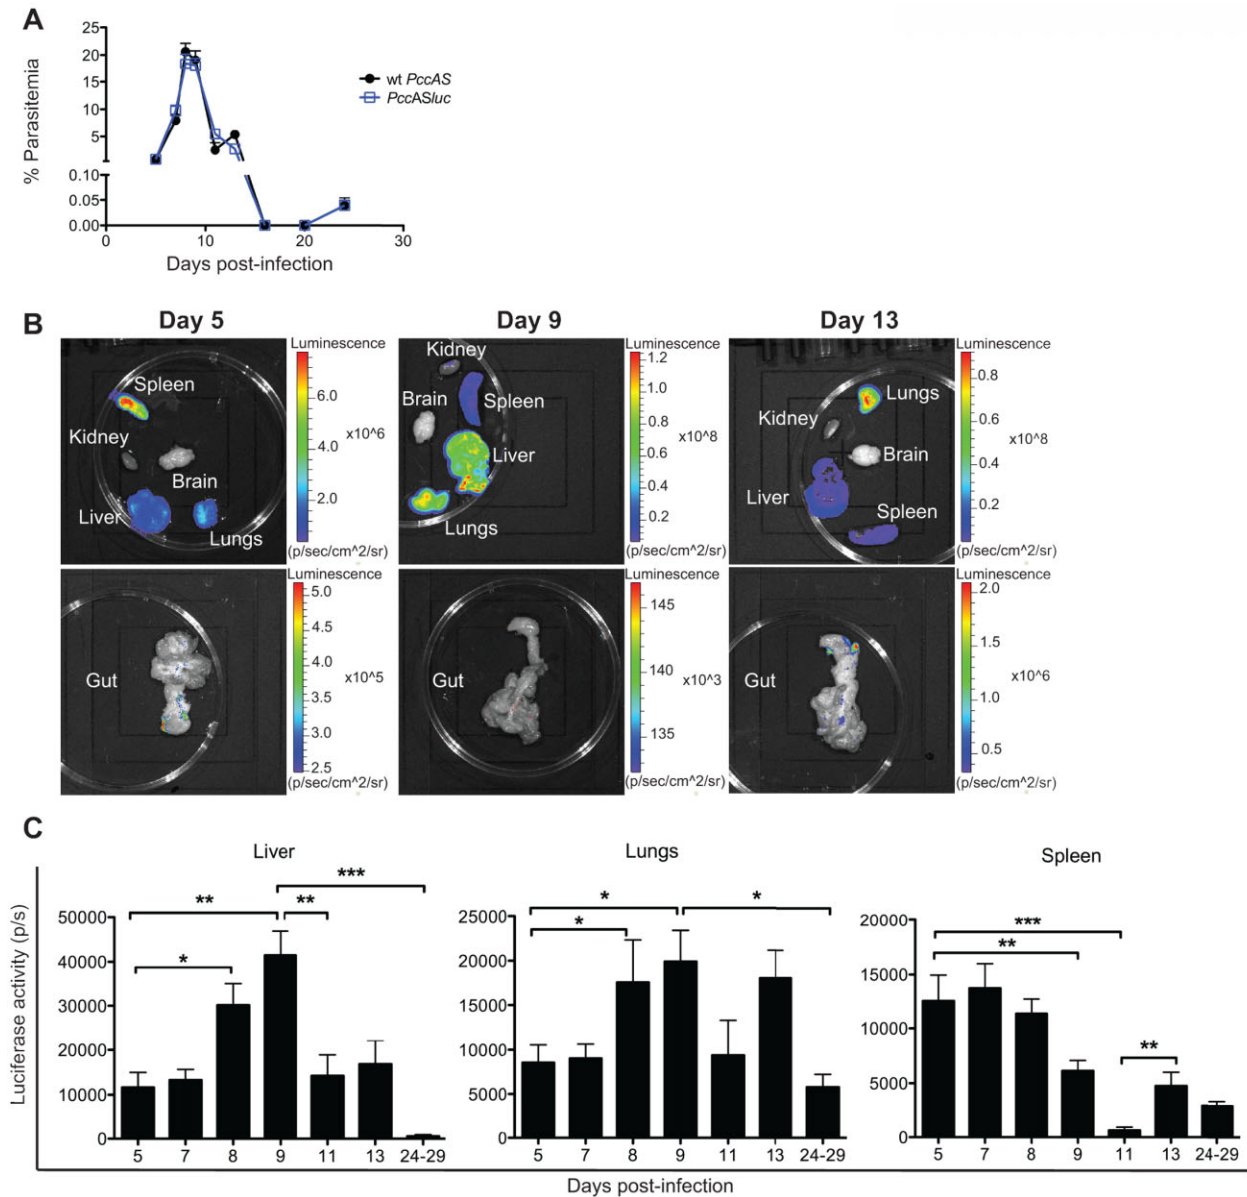 A
25
20
15
10
5
0.10
0.05
0.00
% Parasitemia
0 10 20 30
Days post-infection
wt PccAS
PccASluc
B
Day 5 Day 9 Day 13
Luminescence
Spleen
Kidney
Brain
Liver
Lungs
6.0
4.0
x10^6
2.0
(p/sec/cm^2/sr)
Luminescence
Kidney
Brain
Spleen
Liver
Lungs
1.2
1.0
0.8
x10^8
0.6
0.4
0.2
(p/sec/cm^2/sr)
Luminescence
Lungs
Kidney
Brain
Liver
Spleen
0.8
0.6
x10^8
0.4
0.2
(p/sec/cm^2/sr)
Luminescence
Gut
5.0
4.5
4.0
x10^5
3.5
3.0
2.5
(p/sec/cm^2/sr)
Luminescence
Gut
145
140
x10^3
135
(p/sec/cm^2/sr)
Luminescence
Gut
2.0
1.5
x10^6
1.0
0.5
(p/sec/cm^2/sr)
C
Luciferase activity (p/s)
Liver
***
** **
*
50000
40000
30000
20000
10000
0
5 7 8 9 11 13 24-29
Lungs
* *
*
25000
20000
15000
10000
5000
0
5 7 8 9 11 13 24-29
Spleen
***
**
**
20000
15000
10000
5000
0
5 7 8 9 11 13 24-29
Days post-infection